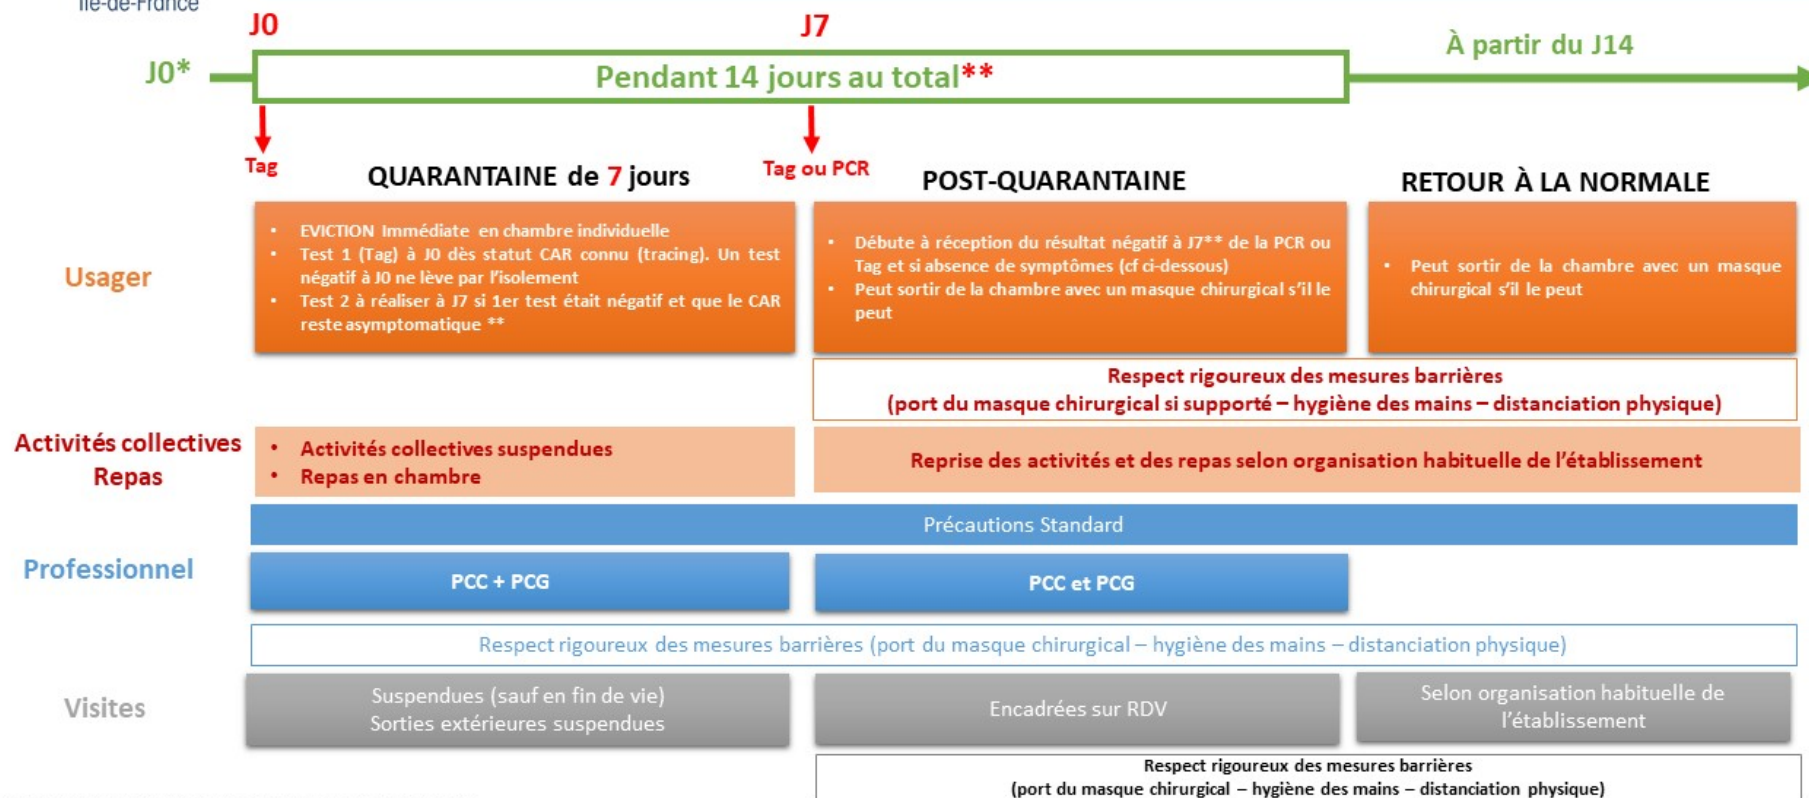 Ile-de-France
J0
J7
À partir du J14
J0*
Pendant 14 jours au total**
Tag
Tag ou PCR
QUARANTAINE de 7 jours
POST-QUARANTAINE
RETOUR À LA NORMALE
Usager
• EVICTION Immédiate en chambre individuelle
• Test 1 (Tag) à J0 dès statut CAR connu (tracing). Un test
négatif à J0 ne lève par l'isolement
• Test 2 à réaliser à J7 si 1er test était négatif et que le CAR
reste asymptomatique **
• Débute à réception du résultat négatif à J7** de la PCR ou
Tag et si absence de symptômes (cf ci-dessous)
• Peut sortir de la chambre avec un masque chirurgical s'il le
peut
• Peut sortir de la chambre avec un masque
chirurgical s'il le peut
Respect rigoureux des mesures barrières
(port du masque chirurgical si supporté – hygiène des mains – distanciation physique)
Activités collectives
Repas
• Activités collectives suspendues
• Repas en chambre
Reprise des activités et des repas selon organisation habituelle de l'établissement
Précautions Standard
Professionnel
PCC + PCG
PCC et PCG
Respect rigoureux des mesures barrières (port du masque chirurgical – hygiène des mains – distanciation physique)
Visites
Suspendues (sauf en fin de vie)
Sorties extérieures suspendues
Encadrées sur RDV
Selon organisation habituelle de
l'établissement
Respect rigoureux des mesures barrières
(port du masque chirurgical – hygiène des mains – distanciation physique)